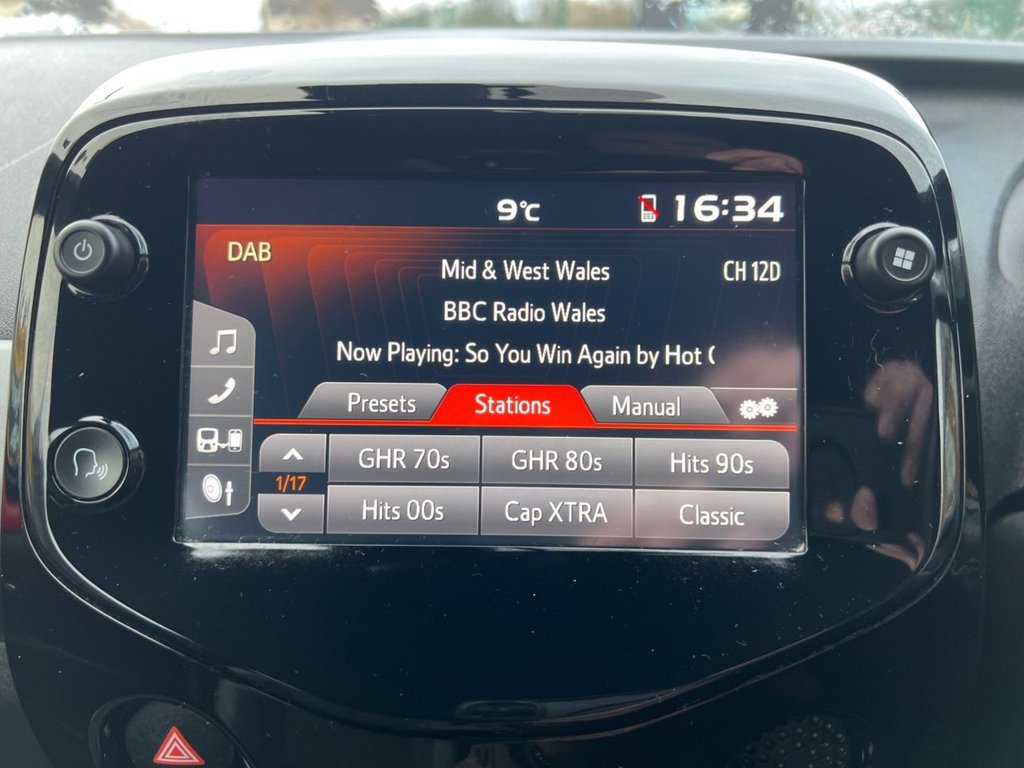 9°C 16:34
DAB
Mid & West Wales CH 12D
BBC Radio Wales
Now Playing: So You Win Again by Hot
Presets Stations Manual
GHR 70s GHR 80s Hits 90s
1/17
Hits 00s Cap XTRA Classic